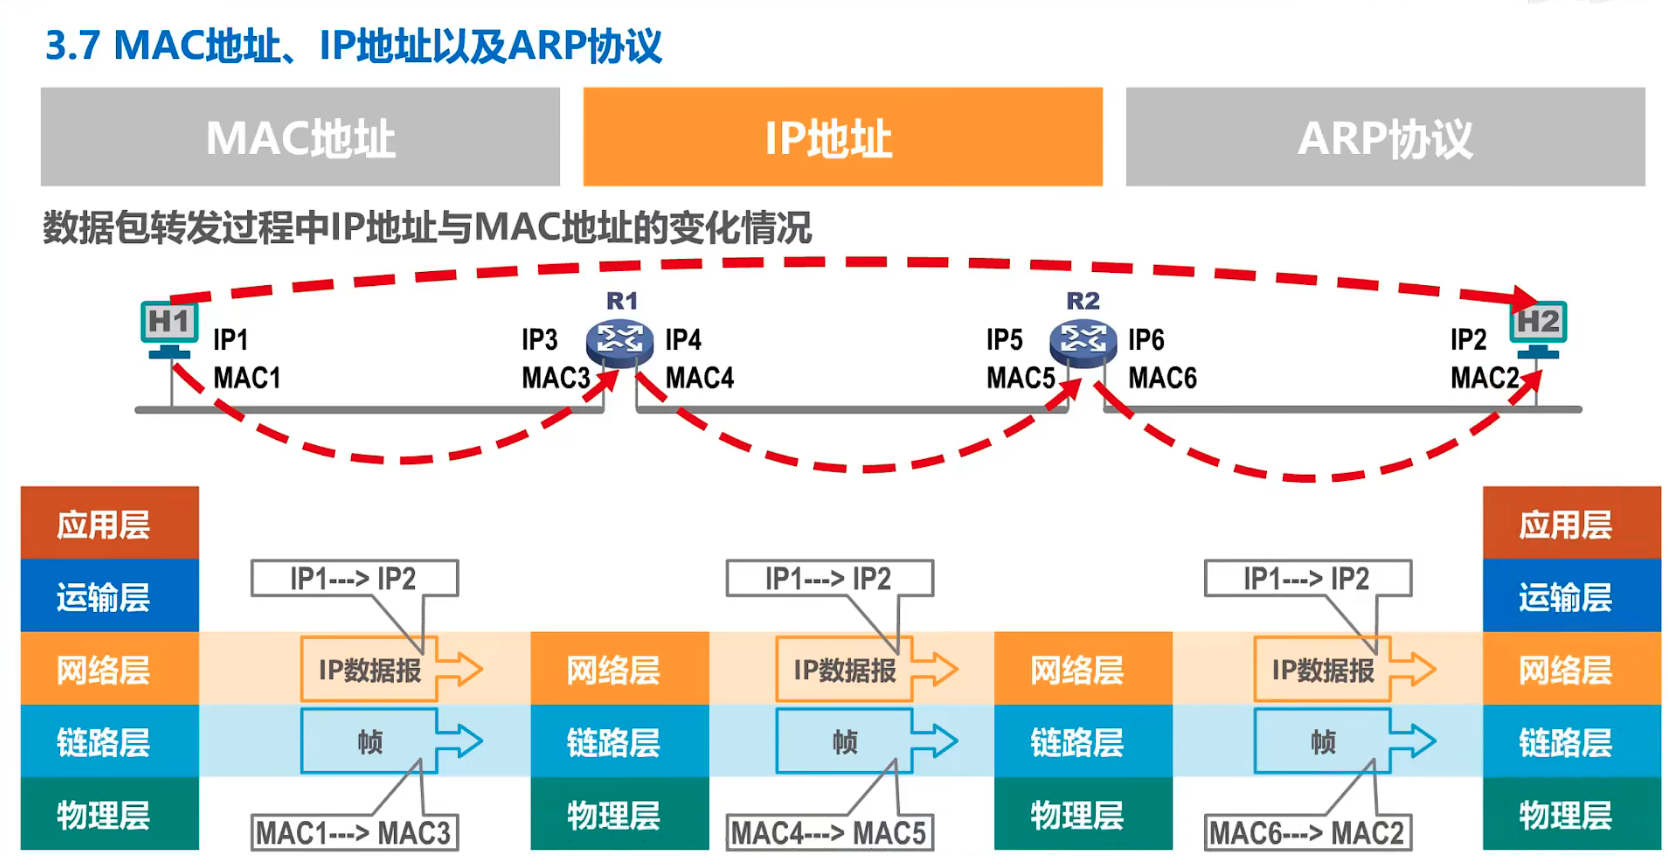 3.7 MAC地址、IP地址以及ARP协议
MAC地址
IP地址
ARP协议
数据包转发过程中IP地址与MAC地址的变化情况
H1
IP1
MAC1
R1
IP3
MAC3
IP4
MAC4
R2
IP5
MAC5
IP6
MAC6
H2
IP2
MAC2
应用层
运输层
网络层
链路层
物理层
IP1---> IP2
IP数据报
帧
MAC1---> MAC3
网络层
链路层
物理层
IP1---> IP2
IP数据报
帧
MAC4---> MAC5
网络层
链路层
物理层
IP1---> IP2
IP数据报
帧
MAC6---> MAC2
应用层
运输层
网络层
链路层
物理层